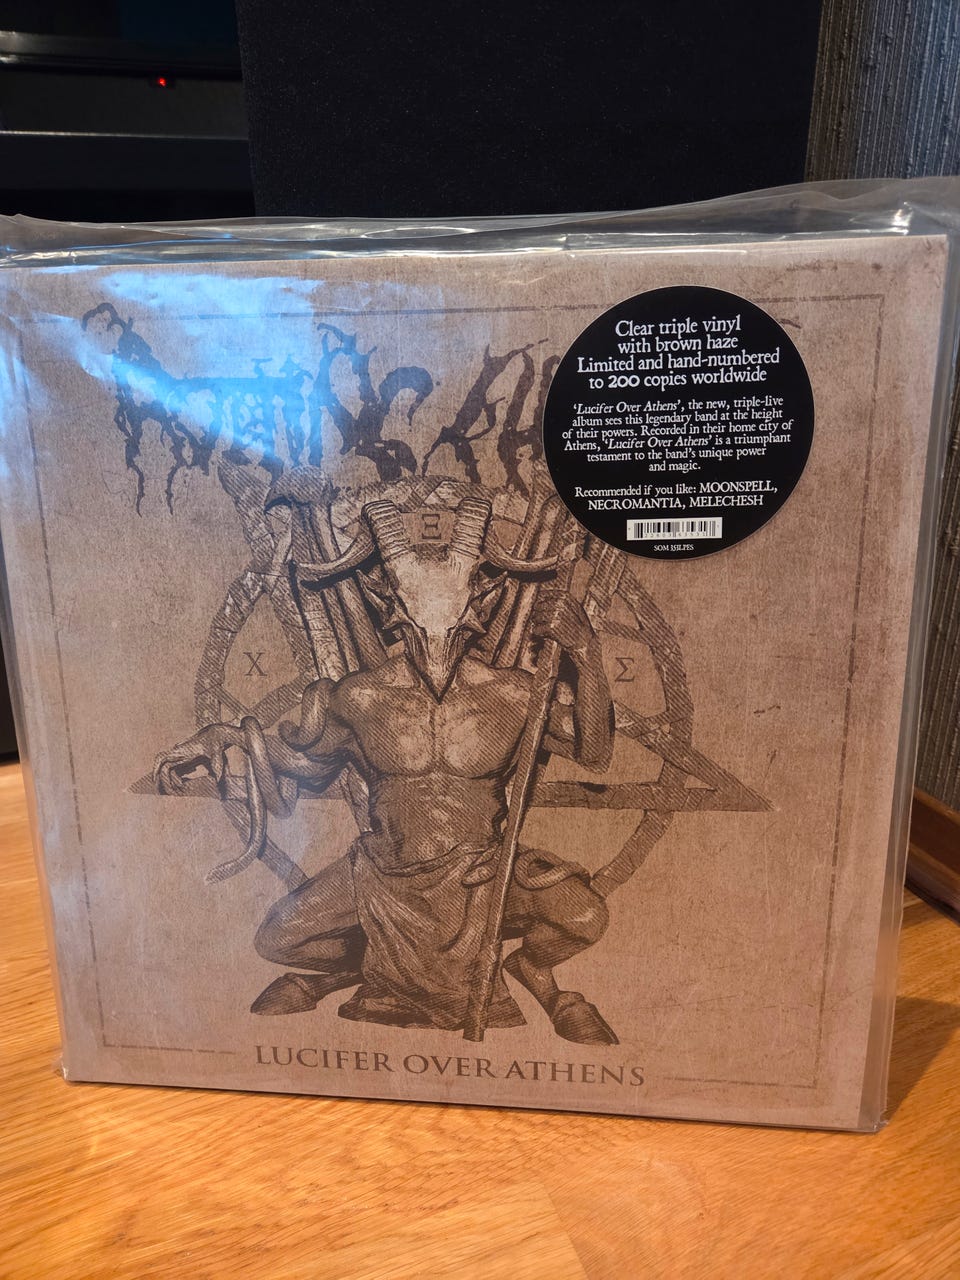 Clear triple vinyl
with brown haze
Limited and hand-numbered
to 200 copies worldwide
'Lucifer Over Athens', the new, triple-live
album sees this legendary band at the height
of their powers. Recorded in their home city of
Athens, 'Lucifer Over Athens' is a triumphant
testament to the band's unique power
and magic.
Recommended if you like: MOONSPELL,
NECROMANTIA, MELECHESH
SOM 351LPES
Ξ
X Σ
LUCIFER OVER ATHENS